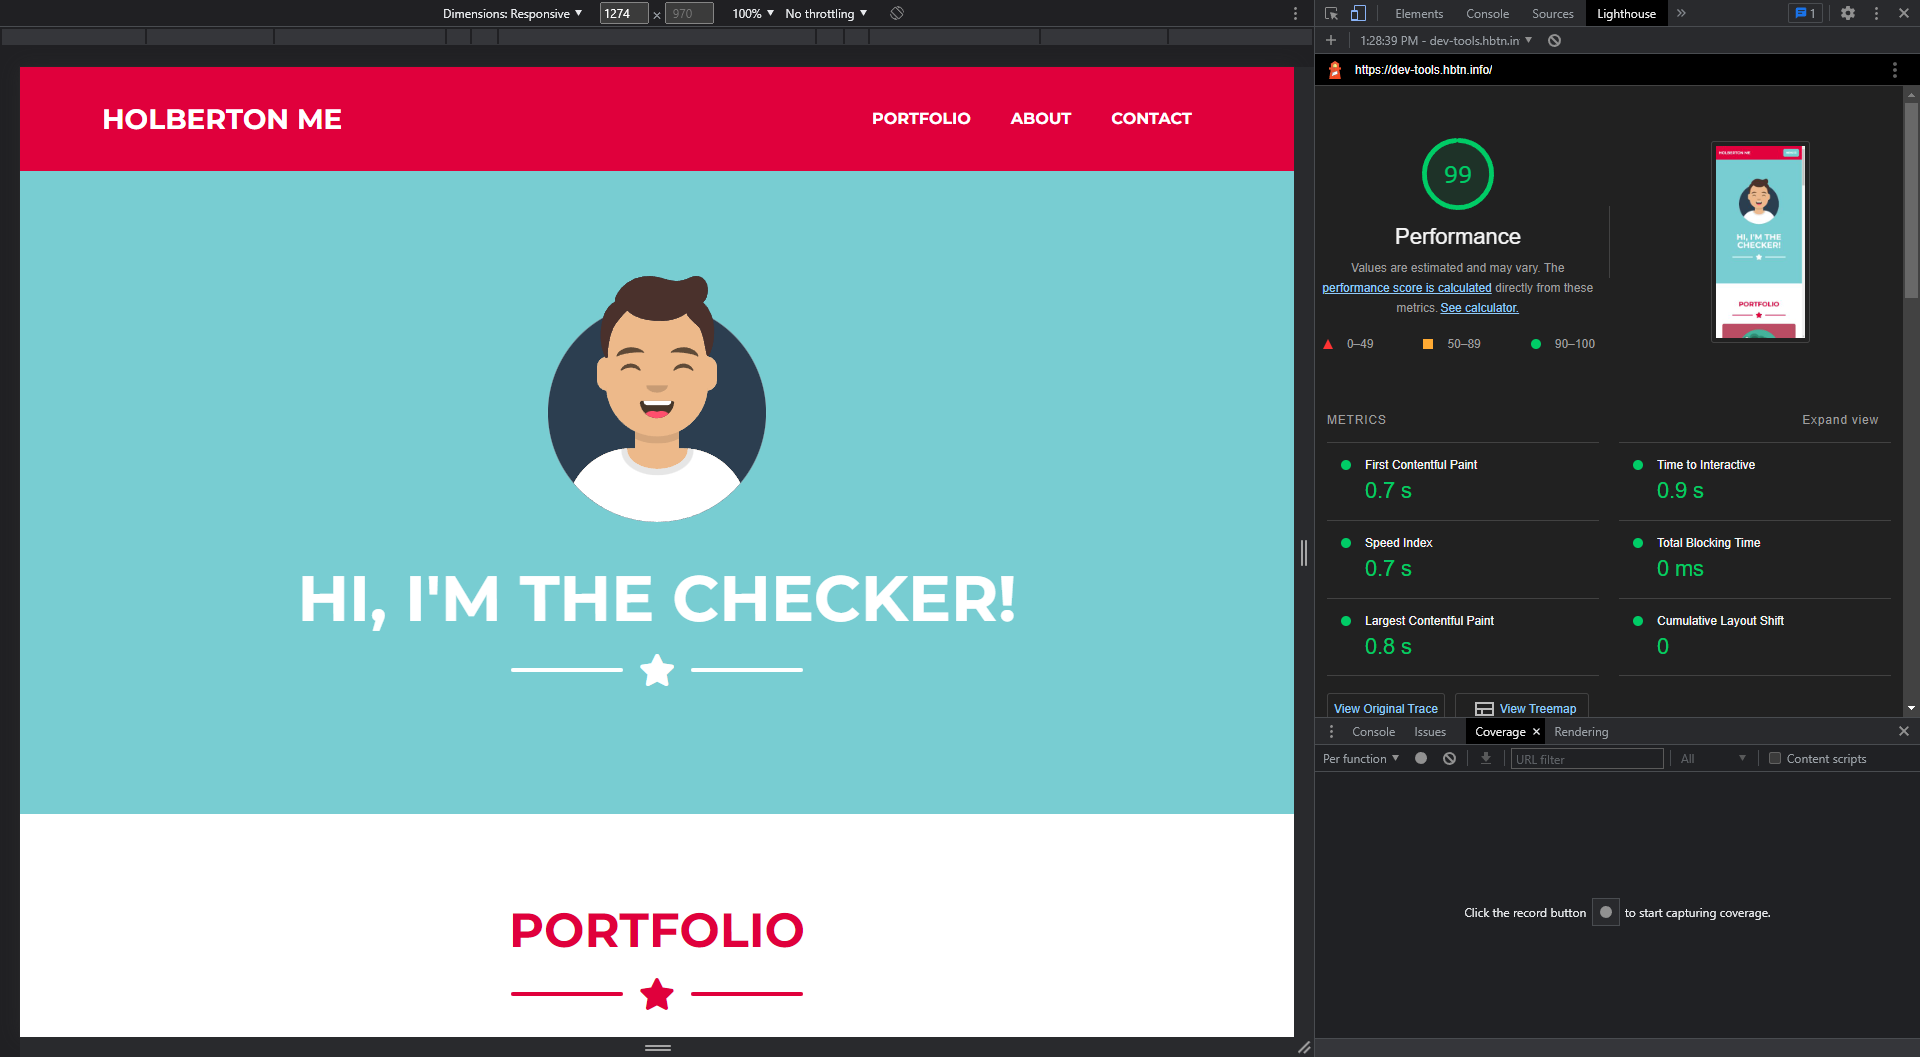 Dimensions: Responsive 1274 × 970 100% No throttling
HOLBERTON ME PORTFOLIO ABOUT CONTACT
HI, I'M THE CHECKER!
PORTFOLIO
Elements Console Sources Lighthouse » 1
1:28:39 PM - dev-tools.hbtn.in
https://dev-tools.hbtn.info/
99
Performance
Values are estimated and may vary. The
performance score is calculated directly from these
metrics. See calculator.
0–49 50–89 90–100
HOLBERTON ME
HI, I'M THE
CHECKER!
PORTFOLIO
METRICS Expand view
First Contentful Paint Time to Interactive
0.7 s 0.9 s
Speed Index Total Blocking Time
0.7 s 0 ms
Largest Contentful Paint Cumulative Layout Shift
0.8 s 0
View Original Trace View Treemap
Console Issues Coverage Rendering
Per function URL filter All Content scripts
Click the record button to start capturing coverage.